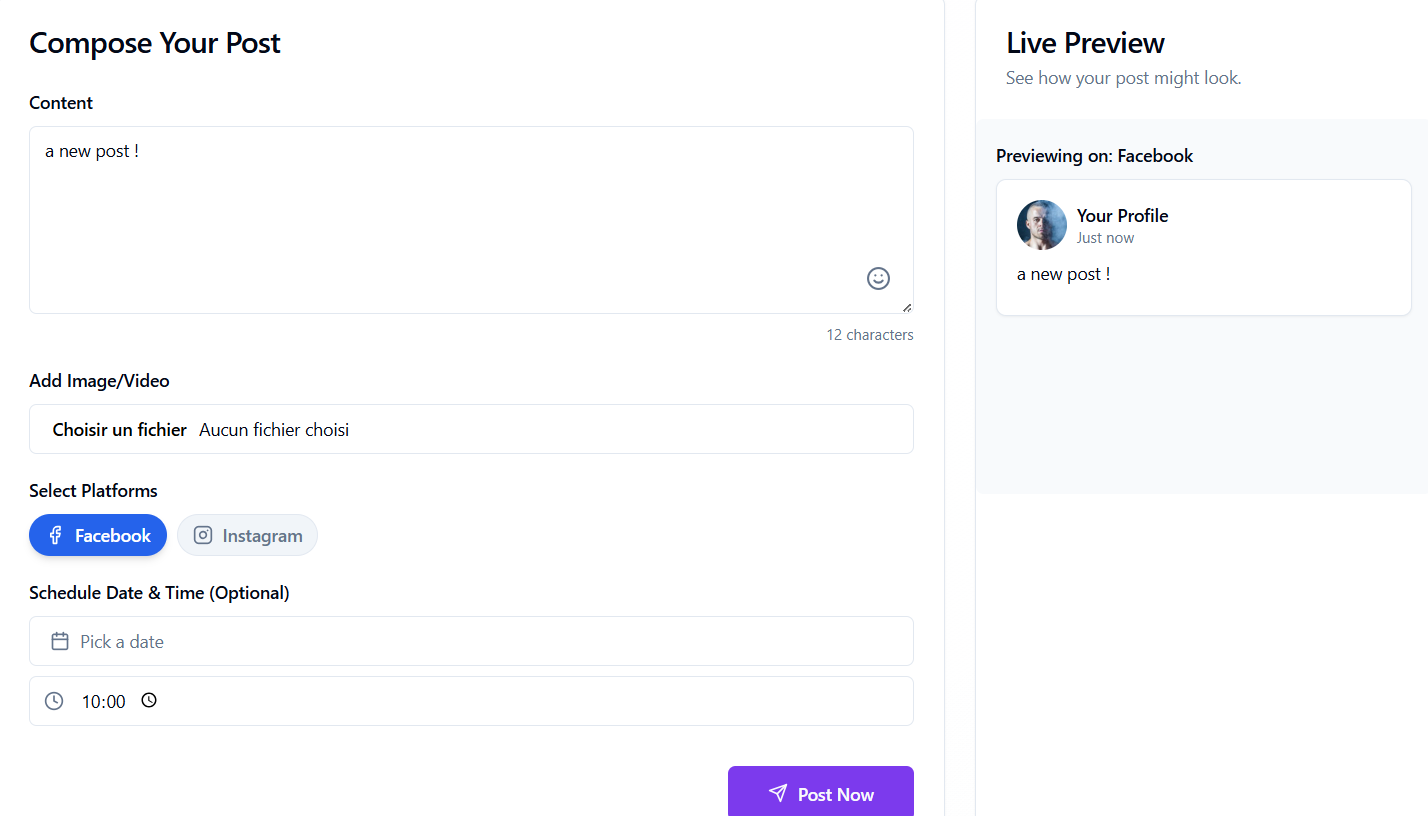 Compose Your Post
Content
a new post !
12 characters
Add Image/Video
Choisir un fichier Aucun fichier choisi
Select Platforms
Facebook Instagram
Schedule Date & Time (Optional)
Pick a date
10:00
Post Now
Live Preview
See how your post might look.
Previewing on: Facebook
Your Profile
Just now
a new post !